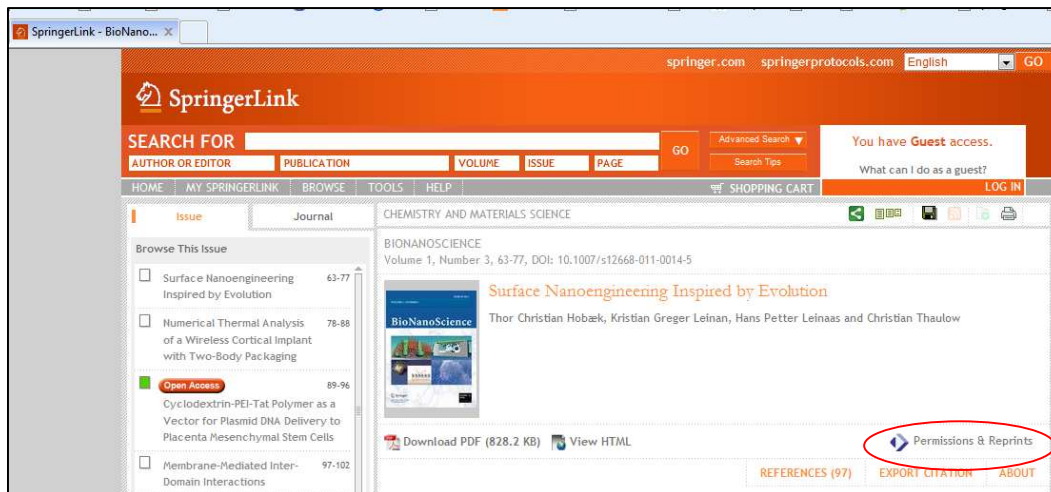 SpringerLink - BioNano... X
springer.com springerprotocols.com English GO
SpringerLink
SEARCH FOR GO Advanced Search
AUTHOR OR EDITOR PUBLICATION VOLUME ISSUE PAGE Search Tips
You have Guest access.
What can I do as a guest?
HOME MY SPRINGERLINK BROWSE TOOLS HELP SHOPPING CART LOG IN
Issue Journal
Browse This Issue
Surface Nanoengineering 63-77
Inspired by Evolution
Numerical Thermal Analysis 78-88
of a Wireless Cortical Implant
with Two-Body Packaging
Open Access 89-96
Cyclodextrin-PEI-Tat Polymer as a
Vector for Plasmid DNA Delivery to
Placenta Mesenchymal Stem Cells
Membrane-Mediated Inter- 97-102
Domain Interactions
CHEMISTRY AND MATERIALS SCIENCE
BIONANOSCIENCE
Volume 1, Number 3, 63-77, DOI: 10.1007/s12668-011-0014-5
BioNanoScience
Surface Nanoengineering Inspired by Evolution
Thor Christian Hobæk, Kristian Greger Leinan, Hans Petter Leinaas and Christian Thaulow
Download PDF (828.2 KB) View HTML Permissions & Reprints
REFERENCES (97) EXPORT CITATION ABOUT